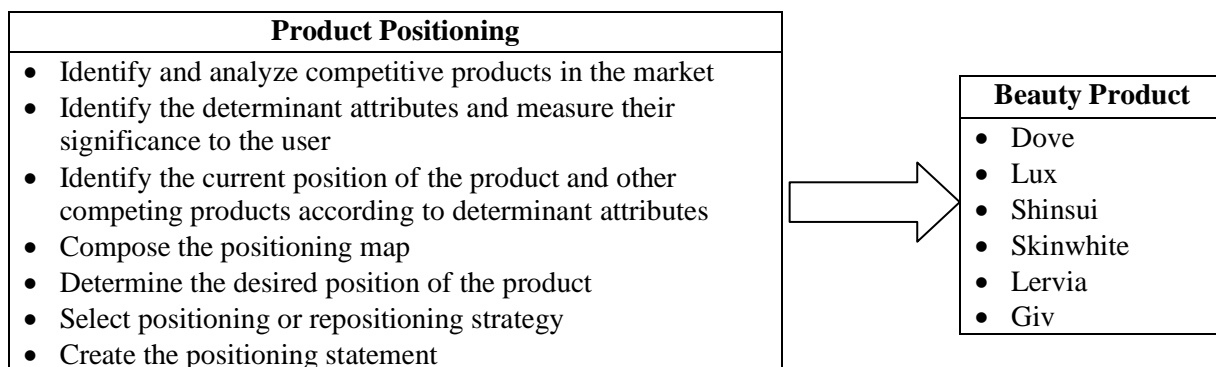 Product Positioning
• Identify and analyze competitive products in the market
• Identify the determinant attributes and measure their
significance to the user
• Identify the current position of the product and other
competing products according to determinant attributes
• Compose the positioning map
• Determine the desired position of the product
• Select positioning or repositioning strategy
• Create the positioning statement
Beauty Product
• Dove
• Lux
• Shinsui
• Skinwhite
• Lervia
• Giv